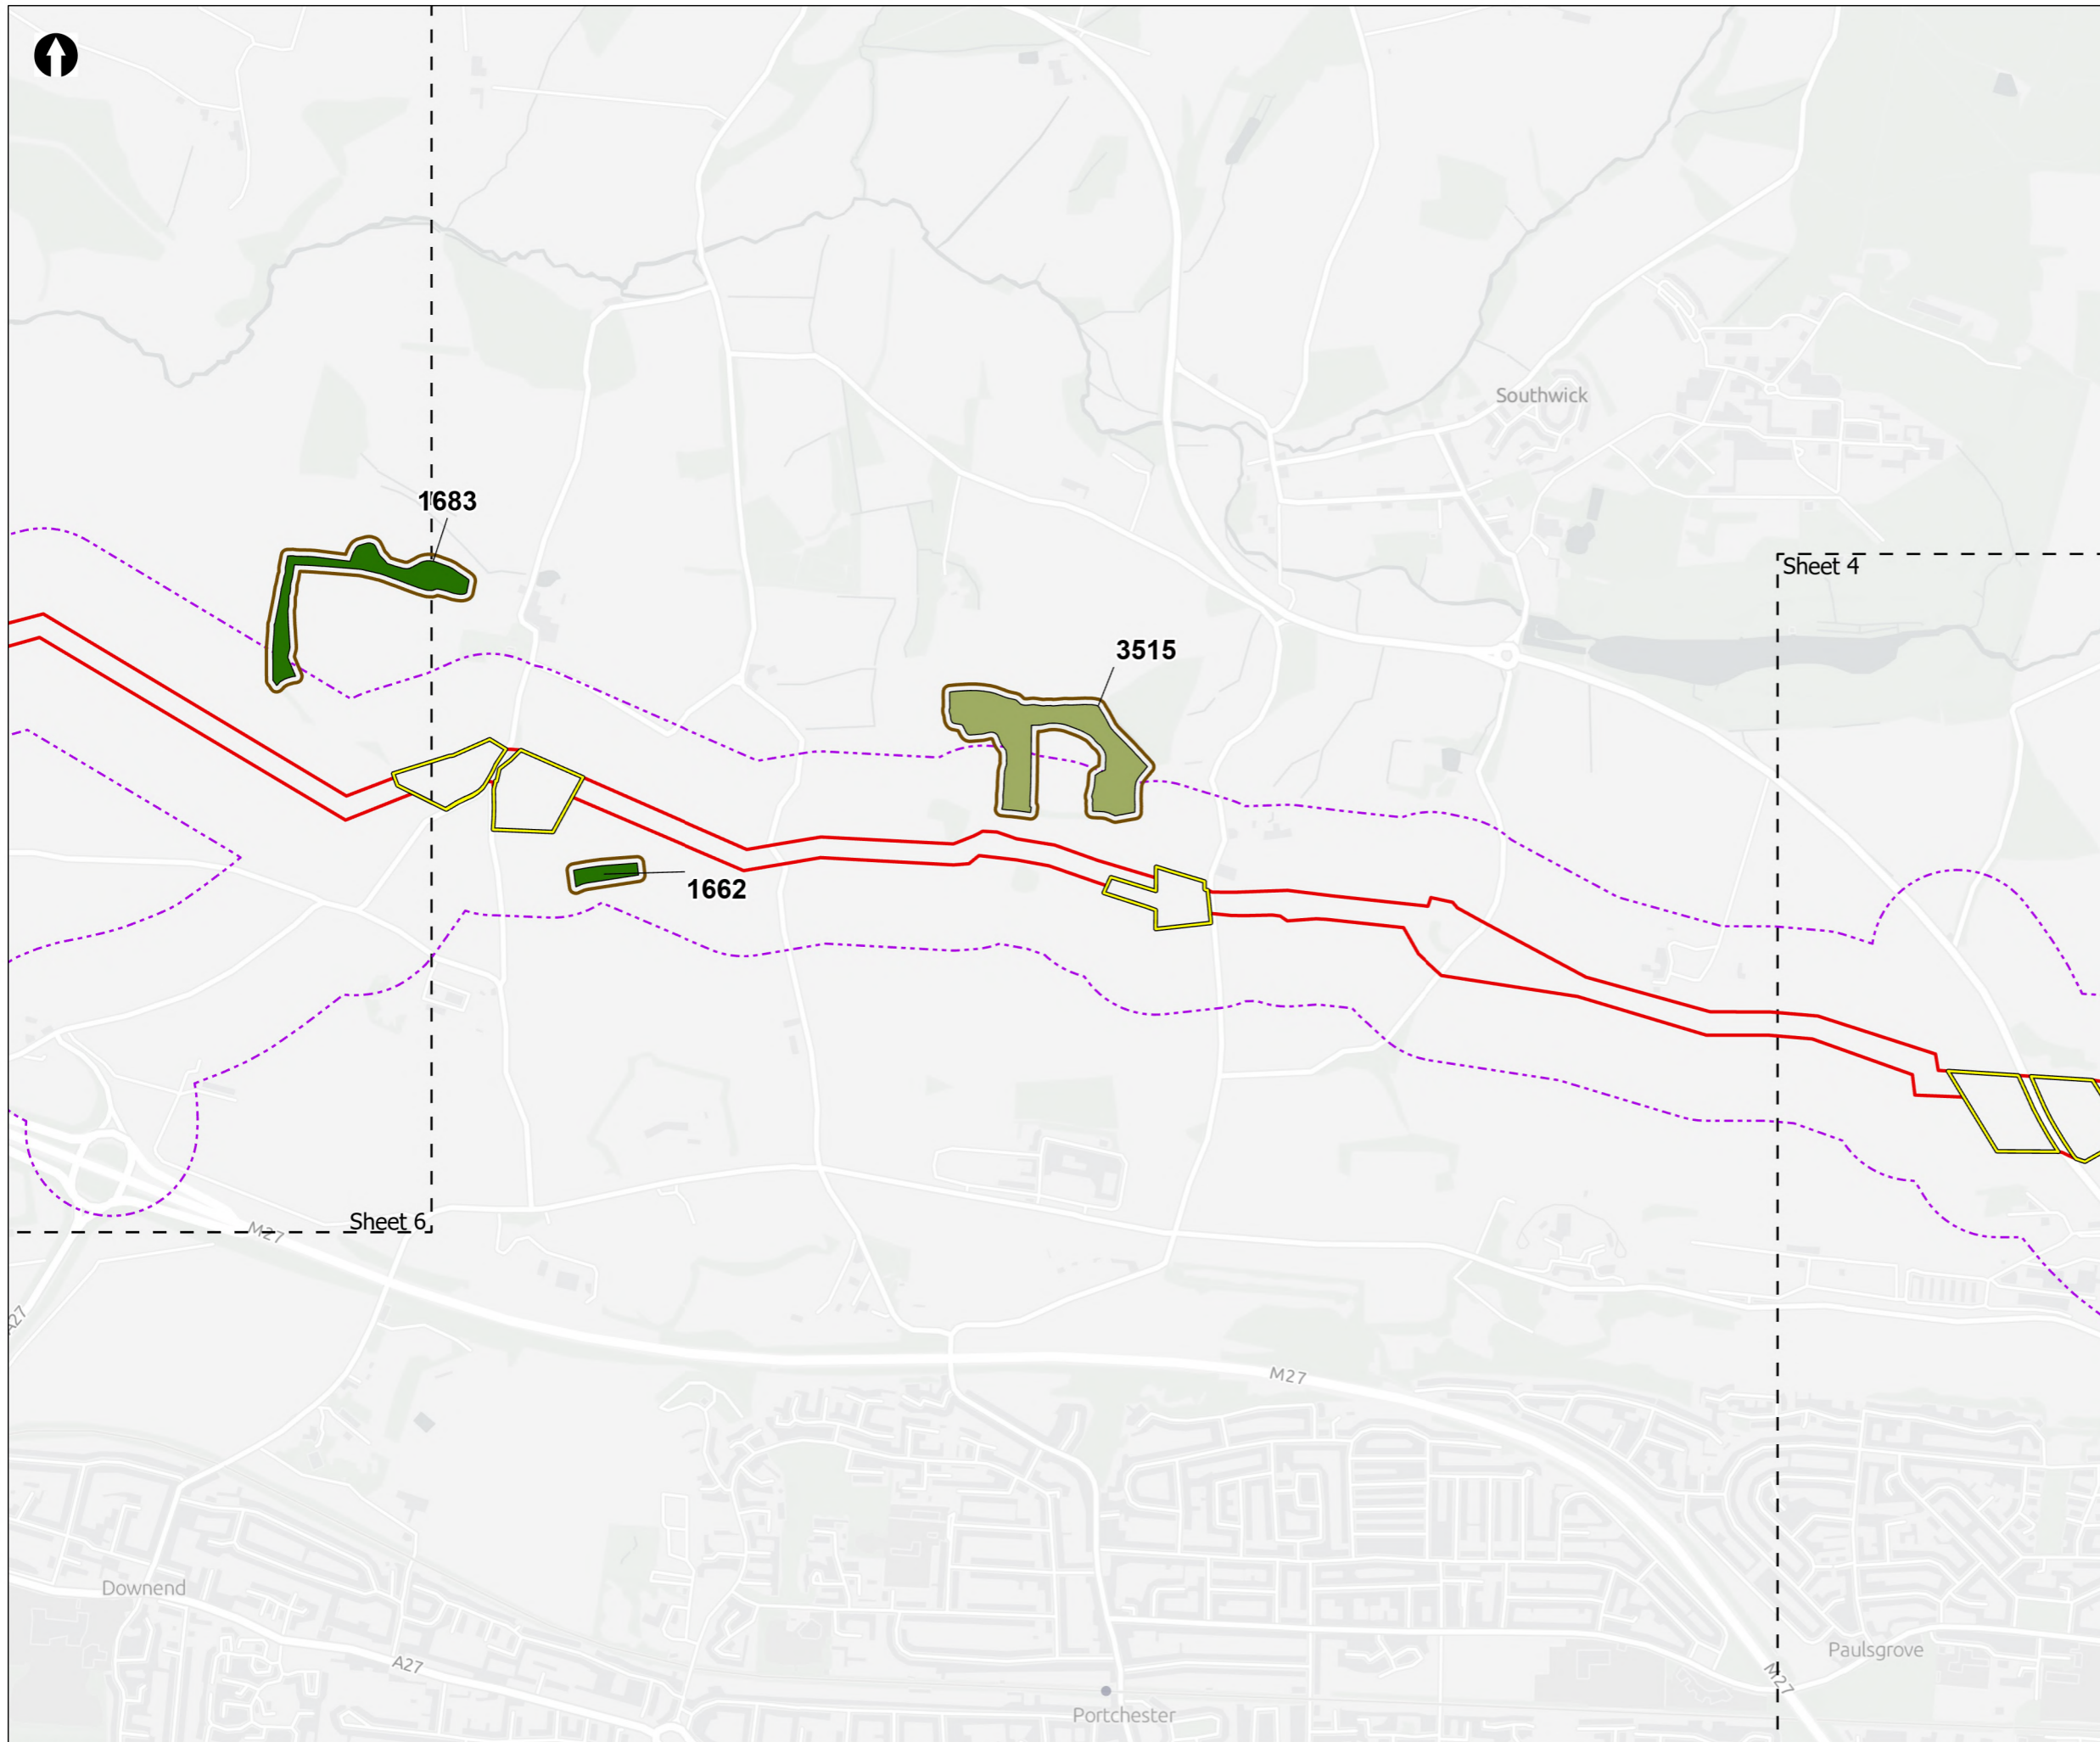 Southwick
1683
Sheet 4
3515
1662
Sheet 6
M27
A27
M27
Downend
Paulsgrove
A27
M27
Portchester